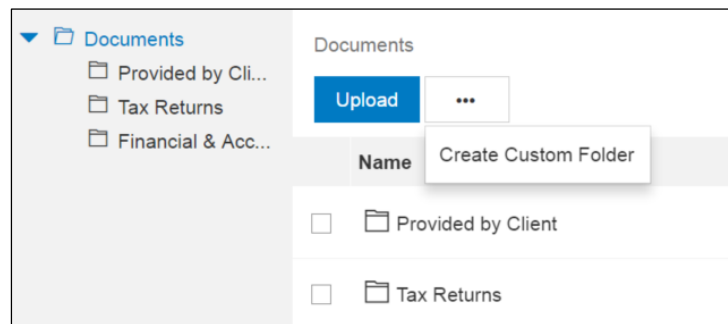 Documents
Provided by Cli...
Tax Returns
Financial & Acc...
Documents
Upload
•••
Create Custom Folder
Name
Provided by Client
Tax Returns